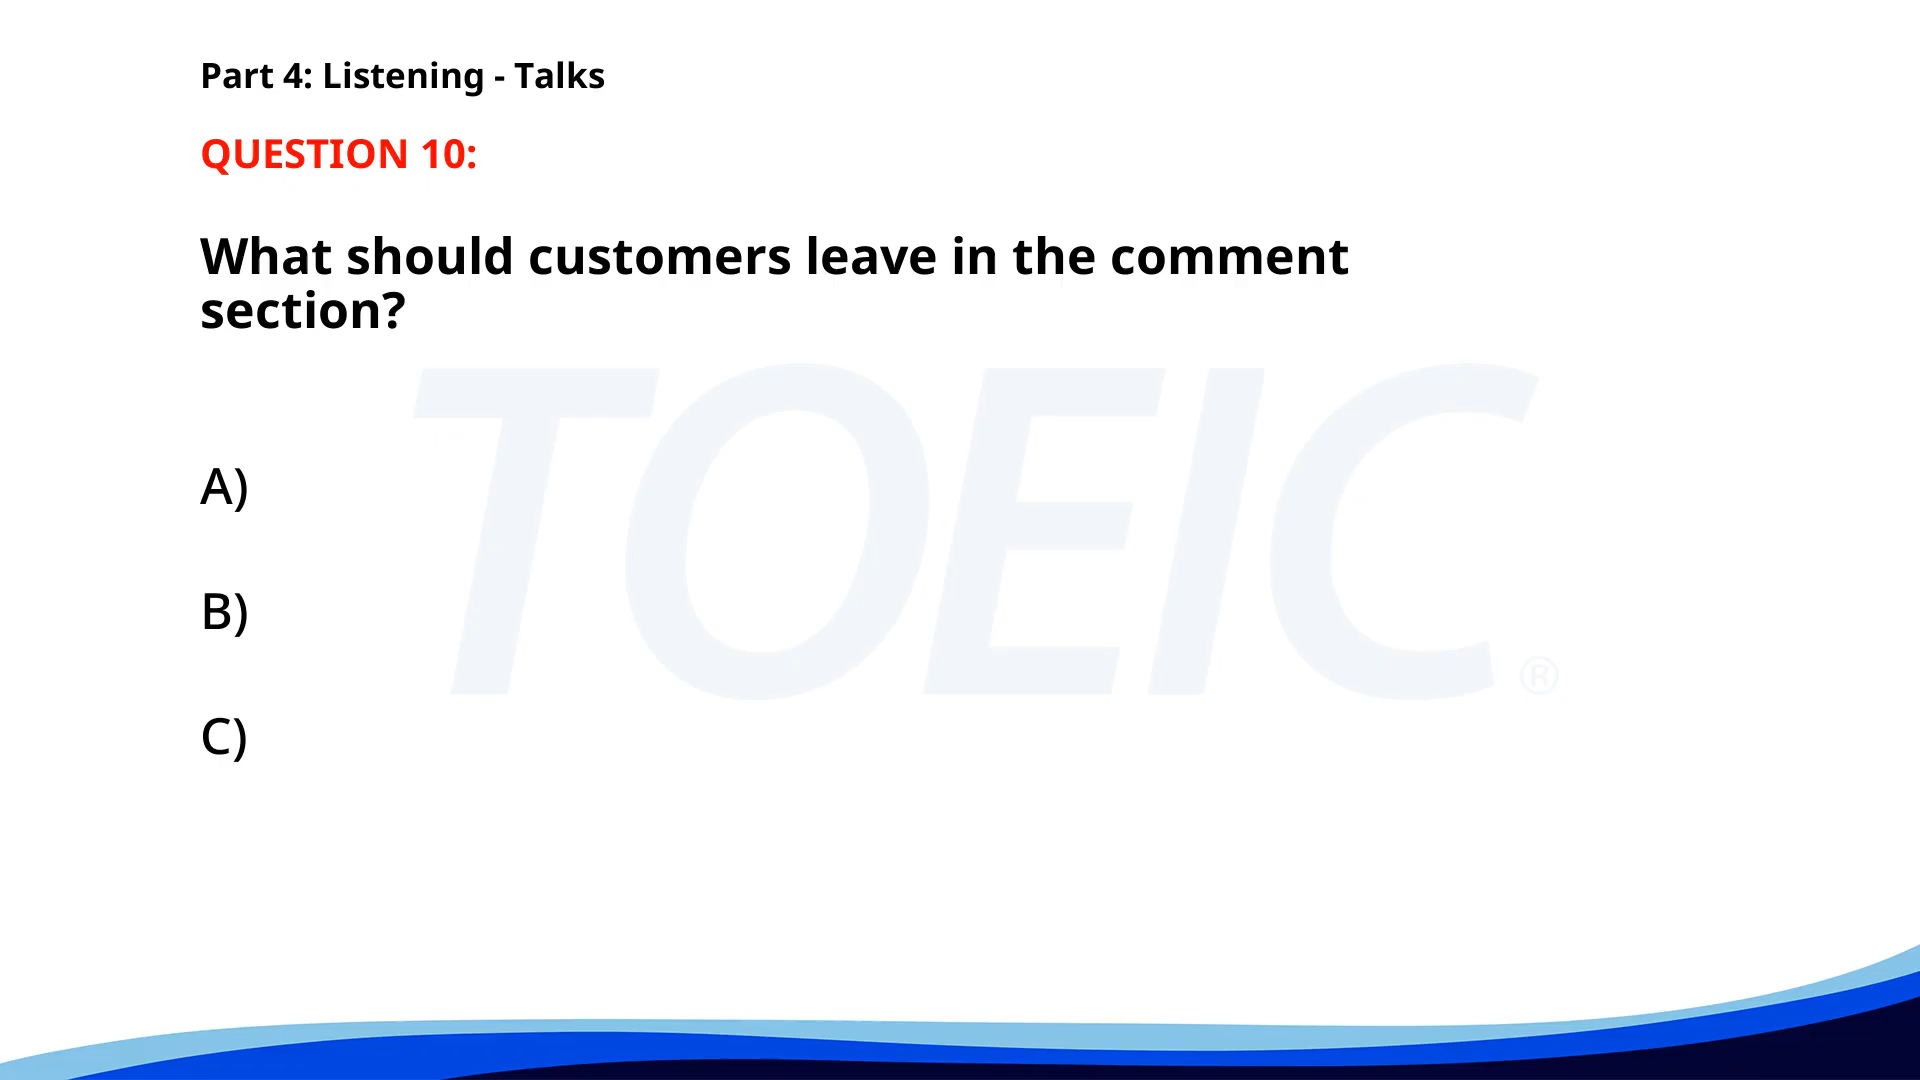 Part 4: Listening - Talks
QUESTION 10:
What should customers leave in the comment
section?
TOEIC®
A)
B)
C)